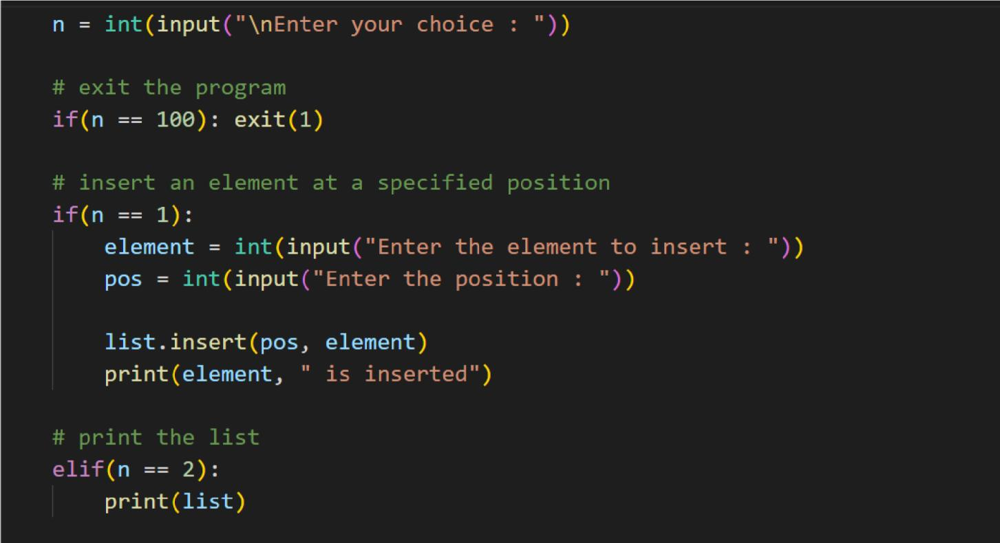 n = int(input("\nEnter your choice : "))
# exit the program
if(n == 100): exit(1)
# insert an element at a specified position
if(n == 1):
    element = int(input("Enter the element to insert : "))
    pos = int(input("Enter the position : "))
    list.insert(pos, element)
    print(element, " is inserted")
# print the list
elif(n == 2):
    print(list)